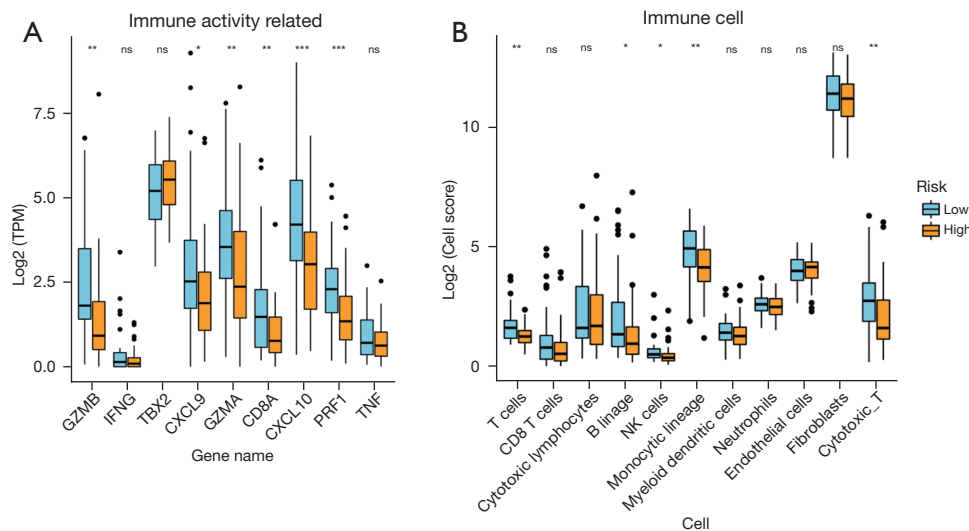 A
Immune activity related
** ns ns * ** ** *** *** ns
Log2 (TPM)
7.5
5.0
2.5
0.0
GZMB
IFNG
TBX2
CXCL9
GZMA
CD8A
CXCL10
PRF1
TNF
Gene name
B
Immune cell
** ns ns * * ** ns ns ns ns **
Log2 (Cell score)
10
5
0
T cells
CD8 T cells
Cytotoxic lymphocytes
B linage
NK cells
Monocytic lineage
Myeloid dendritic cells
Neutrophils
Endothelial cells
Fibroblasts
Cytotoxic_T
Cell
Risk
Low
High